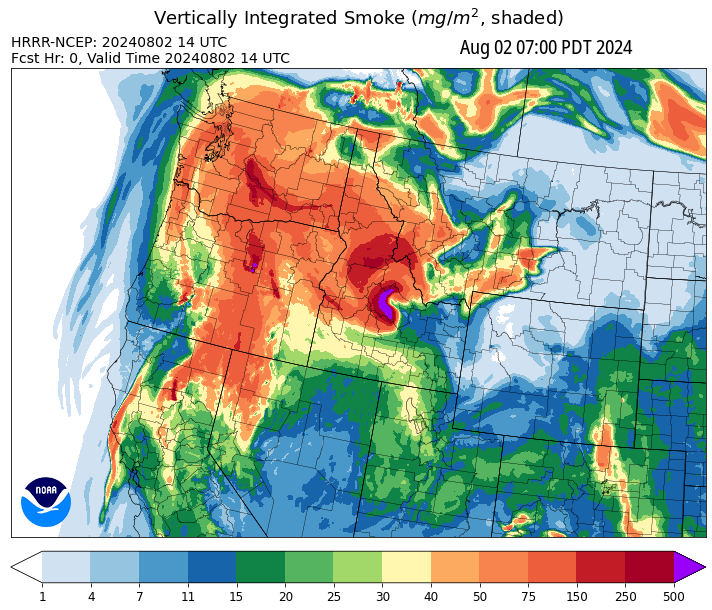 Vertically Integrated Smoke (mg/m², shaded)
HRRR-NCEP: 20240802 14 UTC
Aug 02 07:00 PDT 2024
Fcst Hr: 0, Valid Time 20240802 14 UTC
NOAA
1 4 7 11 15 20 25 30 40 50 75 150 250 500